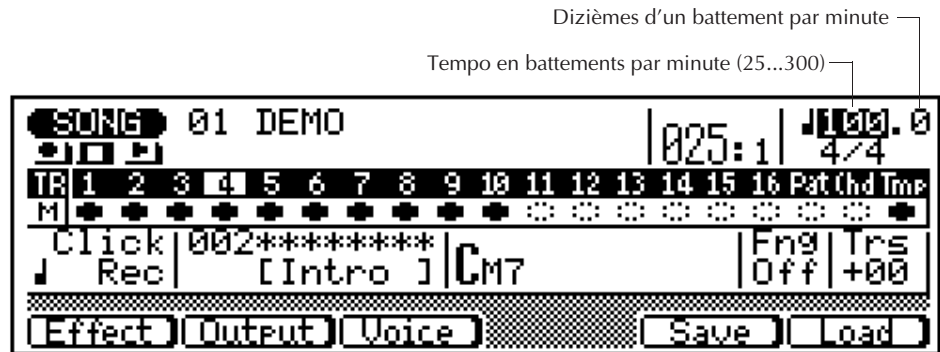 Dizièmes d’un battement par minute
Tempo en battements par minute (25...300)
SONG 01 DEMO 025:1 ♩100.0
4/4
TR 1 2 3 4 5 6 7 8 9 10 11 12 13 14 15 16 Pat Chd Tmp
M
Click 002******** CM7 Fng Trs
♩ Rec [Intro ] Off +00
Effect Output Voice Save Load